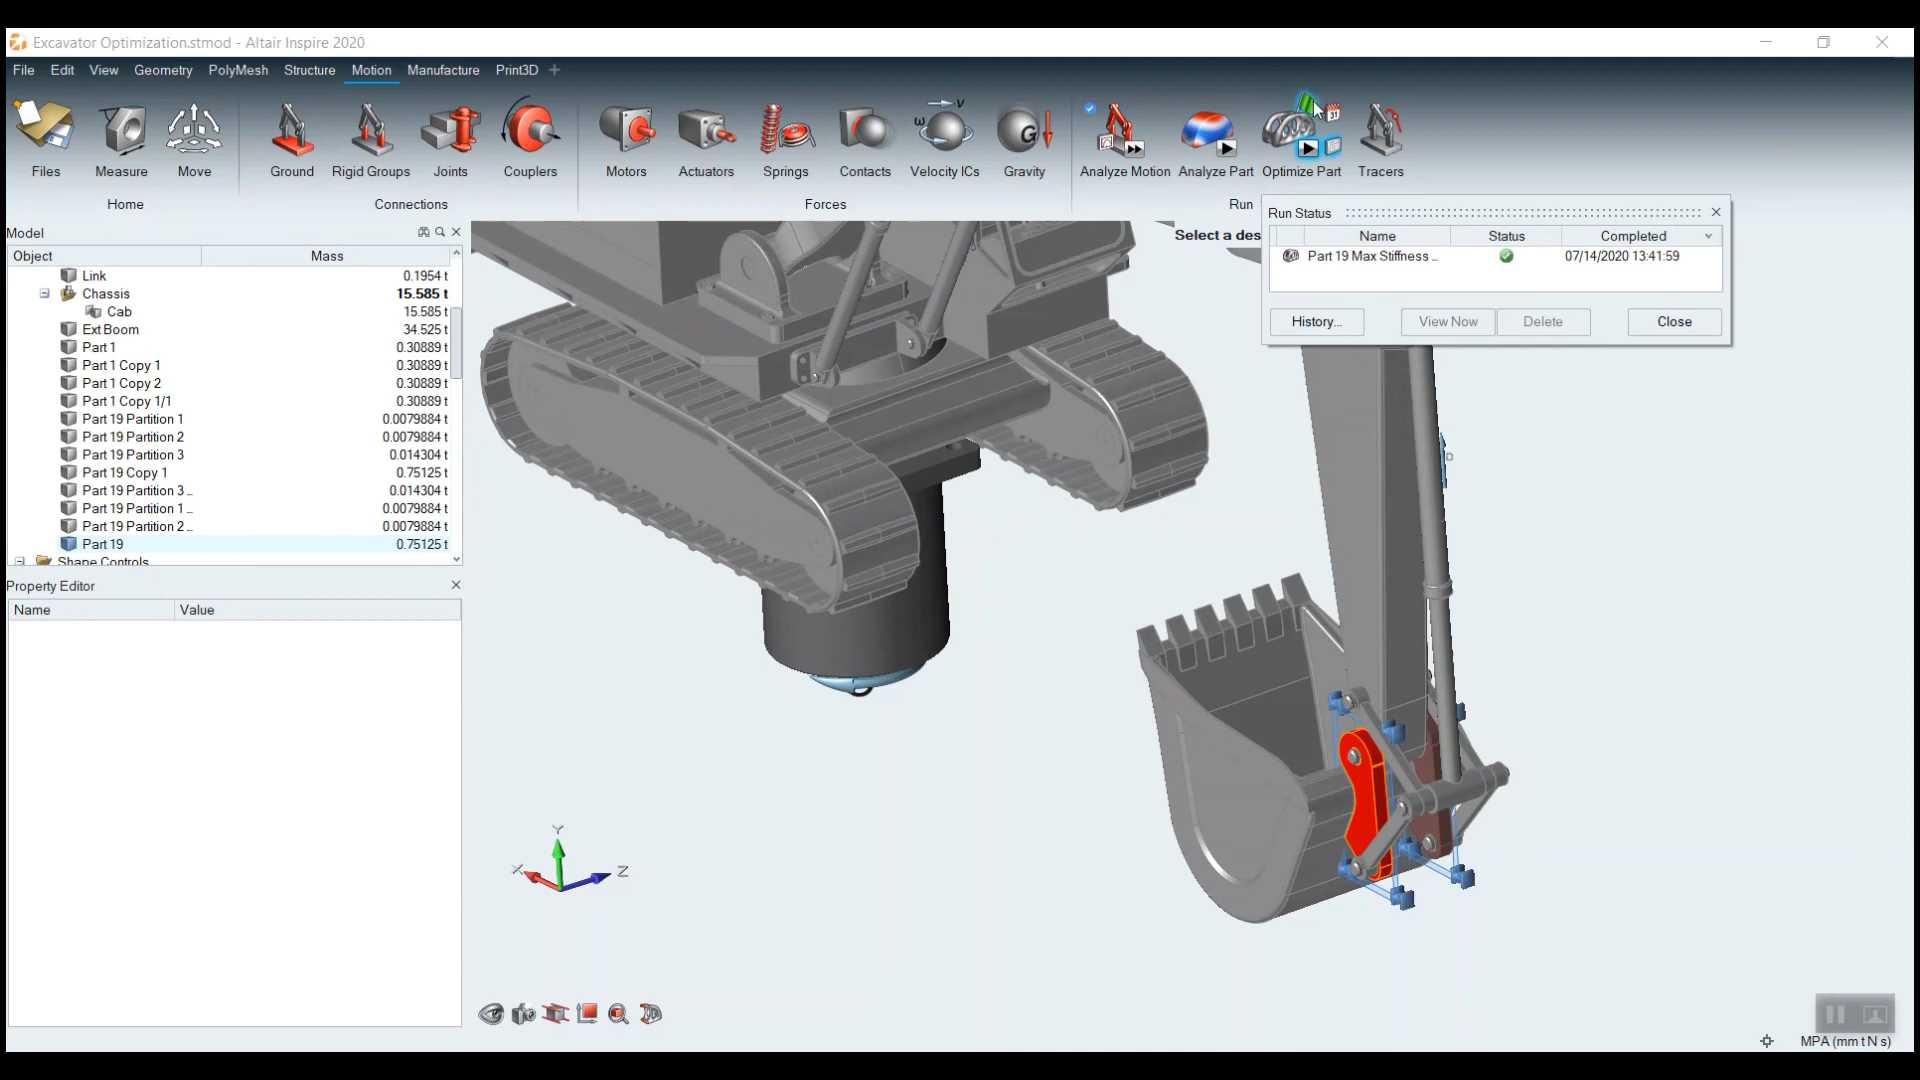 Excavator Optimization.stmod - Altair Inspire 2020
File Edit View Geometry PolyMesh Structure Motion Manufacture Print3D +
Files Measure Move Ground Rigid Groups Joints Couplers Motors Actuators Springs Contacts Velocity ICs Gravity Analyze Motion Analyze Part Optimize Part Tracers
Home Connections Forces Run
Run Status
Name Status Completed
Part 19 Max Stiffness ..
07/14/2020 13:41:59
History... View Now Delete Close
Select a des
Model
Object Mass
Link 0.1954 t
Chassis 15.585 t
Cab 15.585 t
Ext Boom 34.525 t
Part 1 0.30889 t
Part 1 Copy 1 0.30889 t
Part 1 Copy 2 0.30889 t
Part 1 Copy 1/1 0.30889 t
Part 19 Partition 1 0.0079884 t
Part 19 Partition 2 0.0079884 t
Part 19 Partition 3 0.014304 t
Part 19 Copy 1 0.75125 t
Part 19 Partition 3 .. 0.014304 t
Part 19 Partition 1 .. 0.0079884 t
Part 19 Partition 2 .. 0.0079884 t
Part 19 0.75125 t
Shape Controls
Property Editor
Name Value
Y
X Z
MPA (mm t N s)